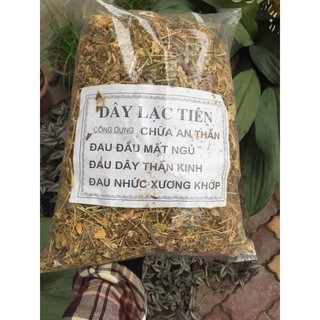 DÂY LẠC TIÊN
CÔNG DỤNG CHỮA AN THẦN
ĐAU ĐẦU MẤT NGỦ
ĐAU DÂY THẦN KINH
ĐAU NHỨC XƯƠNG KHỚP